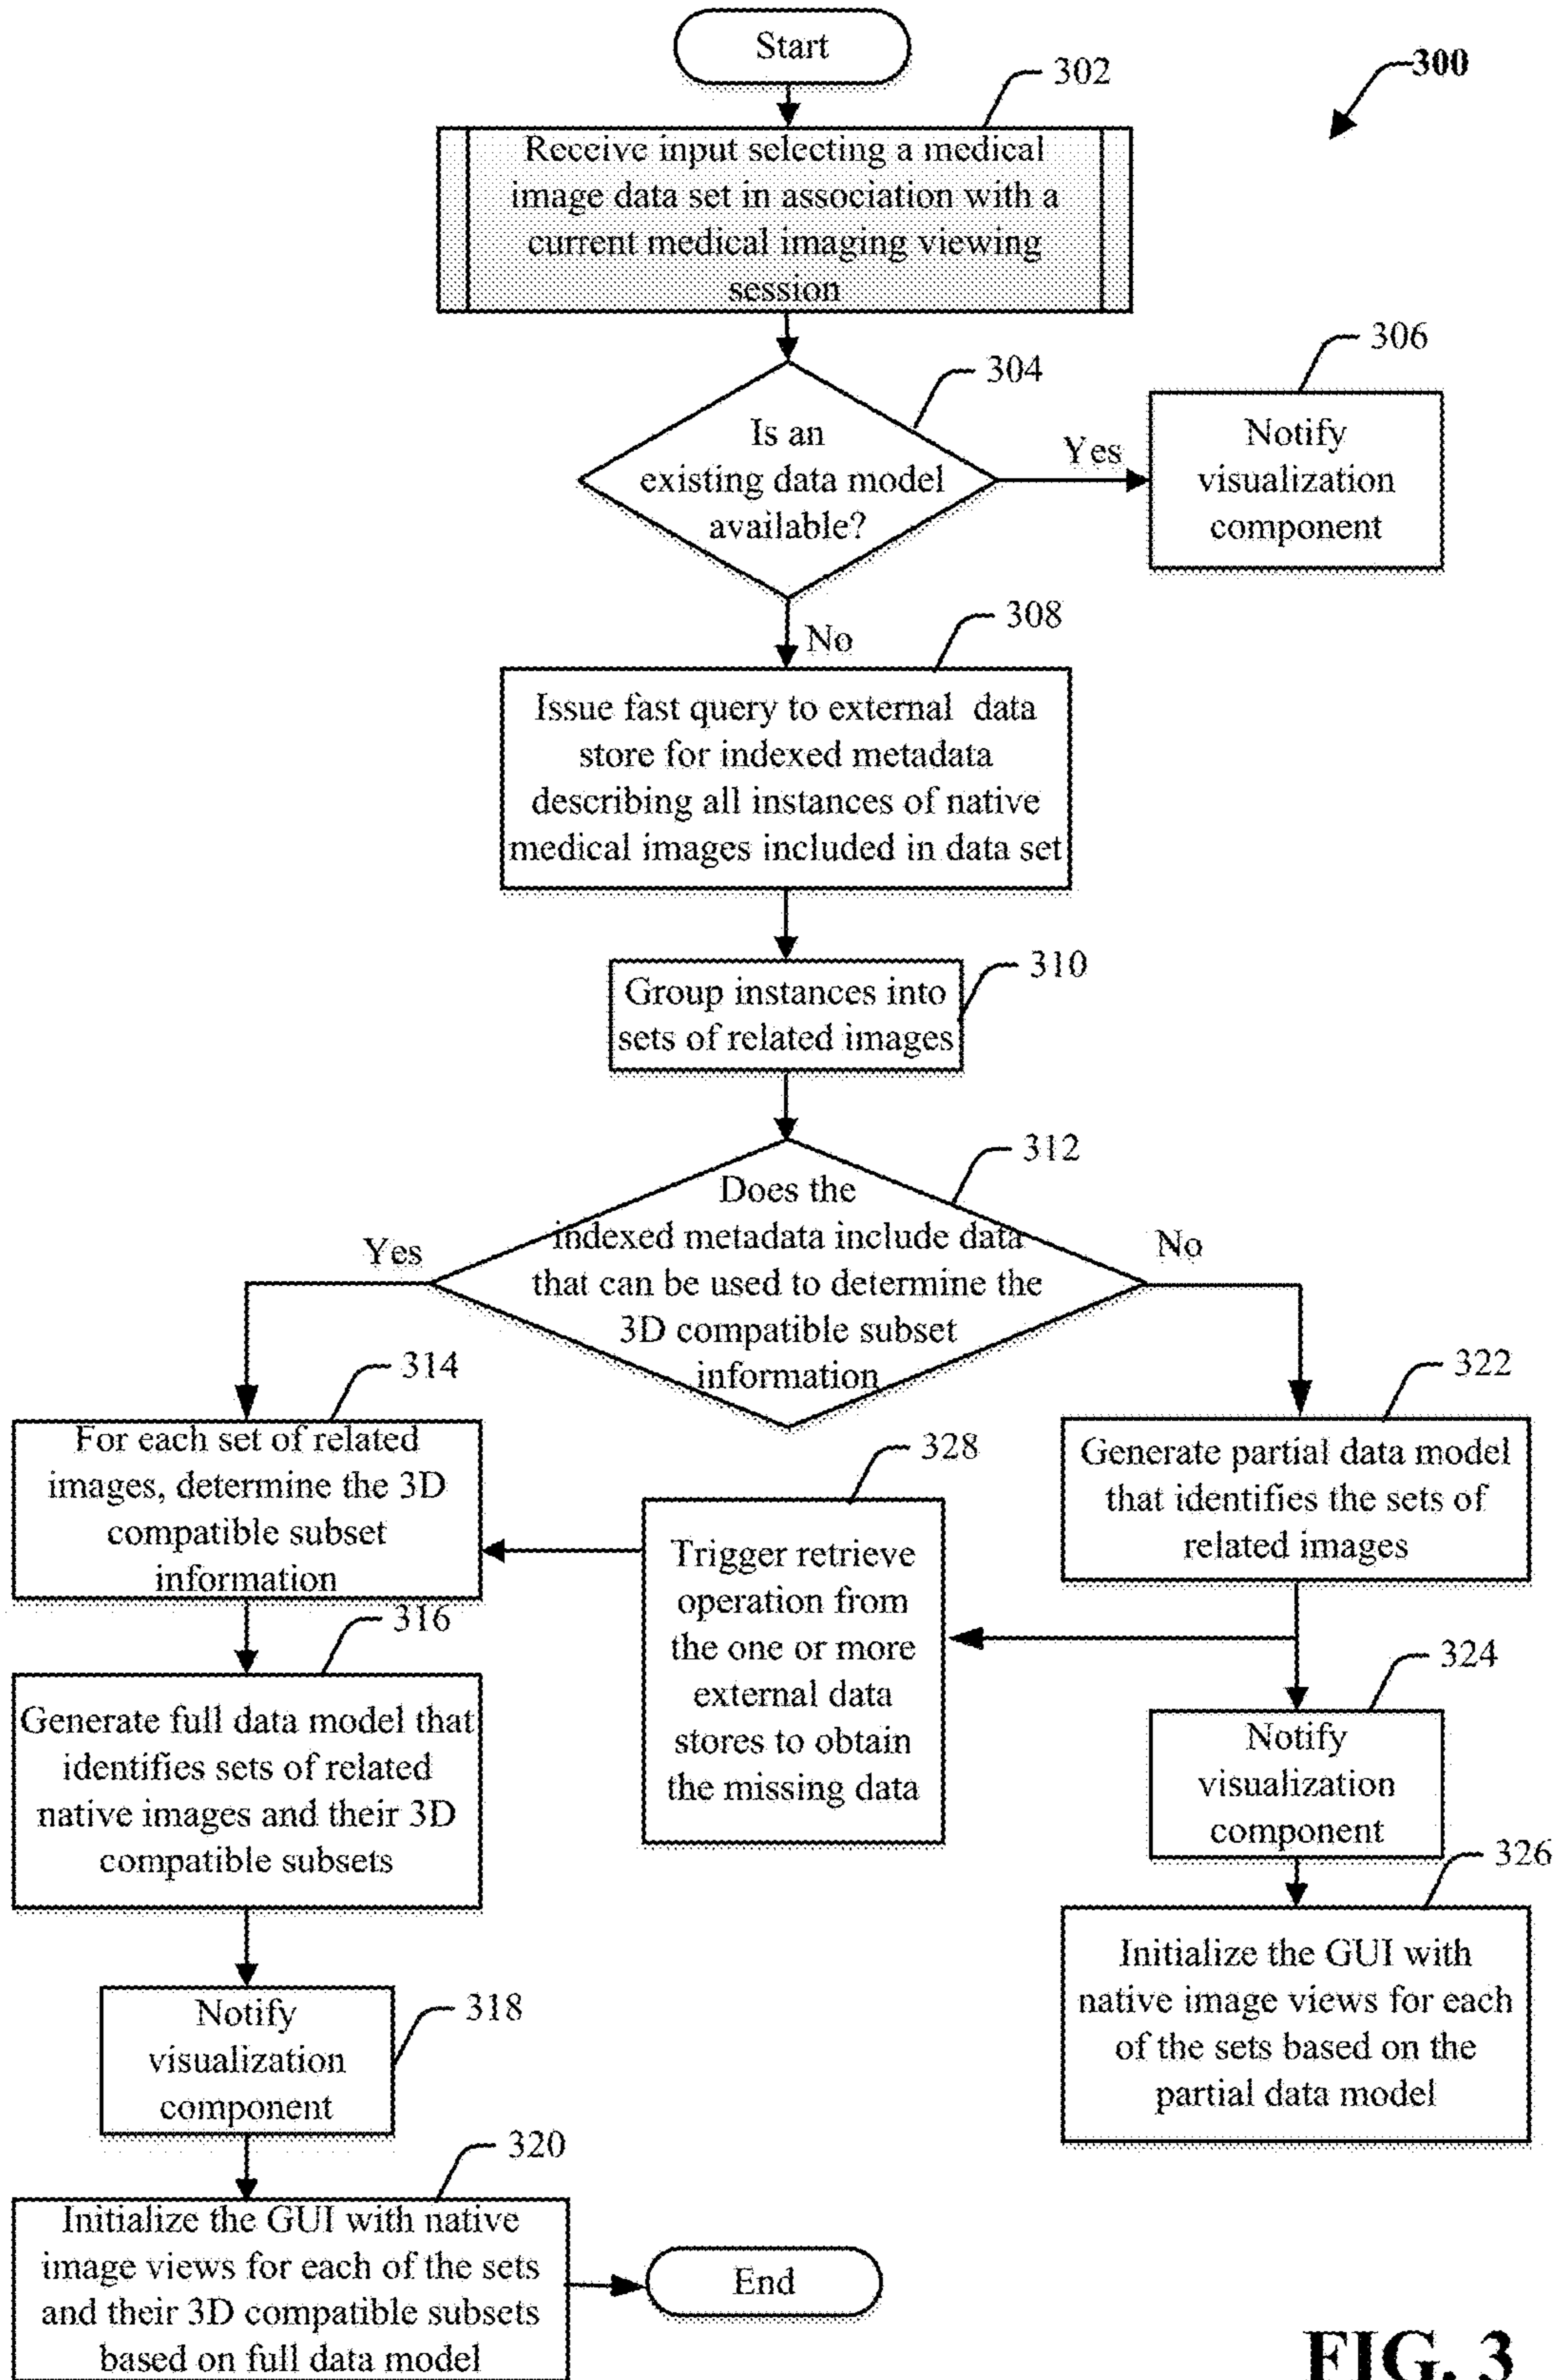 Start
300
302
Receive input selecting a medical
image data set in association with a
current medical imaging viewing
session
304
Is an
existing data model
available?
Yes
306
Notify
visualization
component
No
308
Issue fast query to external data
store for indexed metadata
describing all instances of native
medical images included in data set
310
Group instances into
sets of related images
312
Does the
indexed metadata include data
that can be used to determine the
3D compatible subset
information
Yes
No
314
For each set of related
images, determine the 3D
compatible subset
information
316
Generate full data model that
identifies sets of related
native images and their 3D
compatible subsets
318
Notify
visualization
component
320
Initialize the GUI with native
image views for each of the sets
and their 3D compatible subsets
based on full data model
End
328
Trigger retrieve
operation from
the one or more
external data
stores to obtain
the missing data
322
Generate partial data model
that identifies the sets of
related images
324
Notify
visualization
component
326
Initialize the GUI with
native image views for each
of the sets based on the
partial data model
FIG. 3